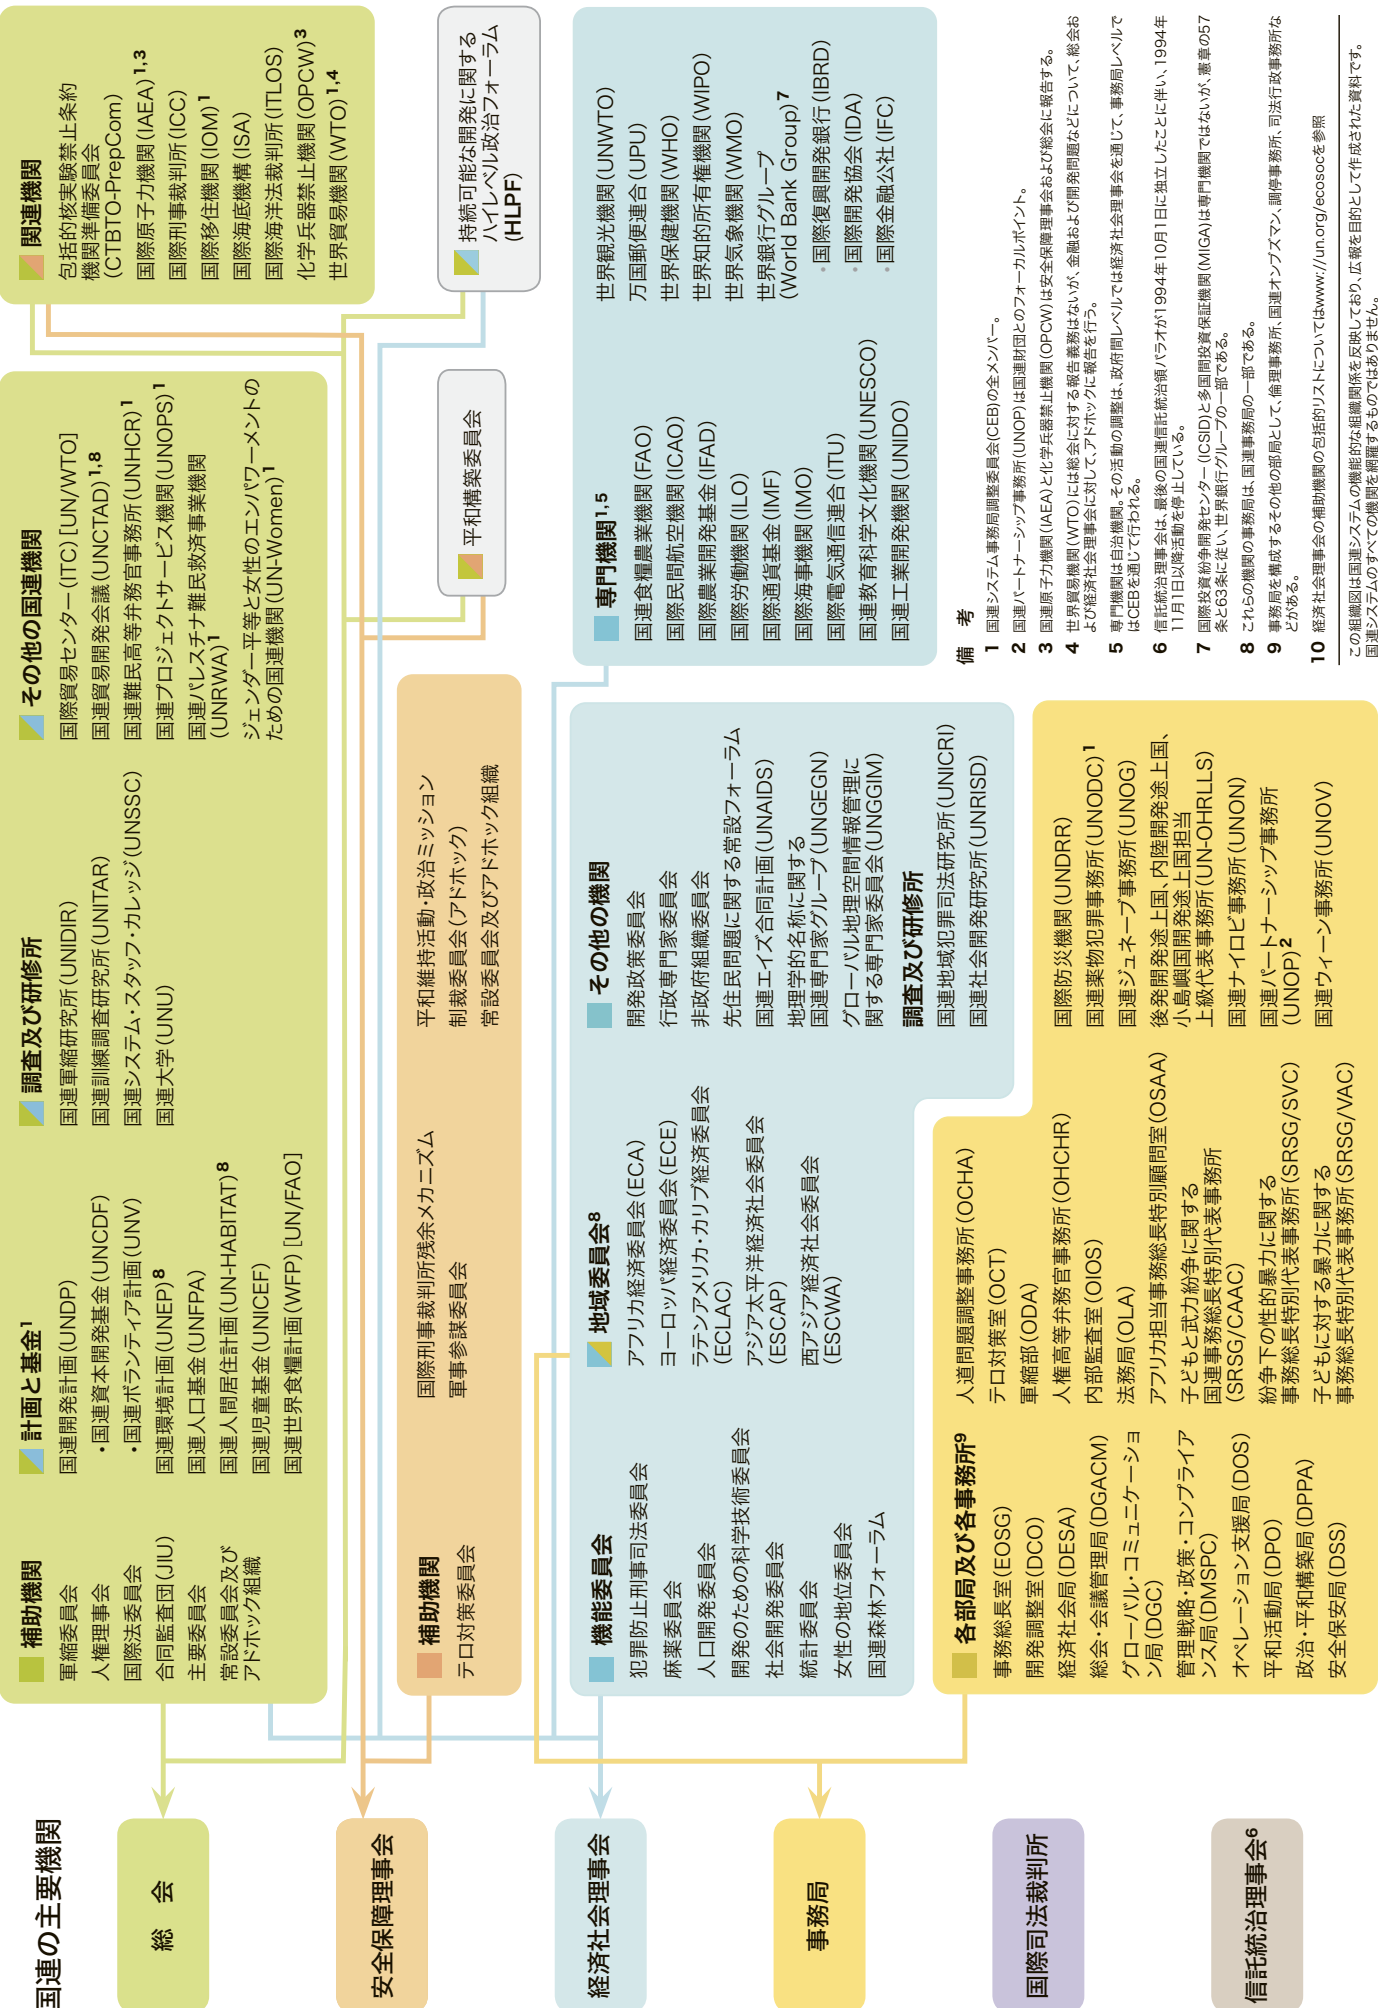 国連の主要機関
総　会
安全保障理事会
経済社会理事会
事務局
国際司法裁判所
信託統治理事会6
補助機関
軍縮委員会
人権理事会
国際法委員会
合同監査団（JIU）
主要委員会
常設委員会及び
アドホック組織
計画と基金1
国連開発計画（UNDP）
・国連資本開発基金（UNCDF）
・国連ボランティア計画（UNV）
国連環境計画（UNEP）8
国連人口基金（UNFPA）
国連人間居住計画（UN-HABITAT）8
国連児童基金（UNICEF）
国連世界食糧計画（WFP）[UN/FAO]
調査及び研修所
国連軍縮研究所（UNIDIR）
国連訓練調査研究所（UNITAR）
国連システム・スタッフ・カレッジ（UNSSC）
国連大学（UNU）
その他の国連機関
国際貿易センター（ITC）[UN/WTO]
国連貿易開発会議（UNCTAD）1,8
国連難民高等弁務官事務所（UNHCR）1
国連プロジェクトサービス機関（UNOPS）1
国連パレスチナ難民救済事業機関
（UNRWA）1
ジェンダー平等と女性のエンパワーメントの
ための国連機関（UN-Women）1
関連機関
包括的核実験禁止条約
機関準備委員会
（CTBTO-PrepCom）
国際原子力機関（IAEA）1,3
国際刑事裁判所（ICC）
国際移住機関（IOM）1
国際海底機構（ISA）
国際海洋法裁判所（ITLOS）
化学兵器禁止機関（OPCW）3
世界貿易機関（WTO）1,4
補助機関
テロ対策委員会
国際刑事裁判所残余メカニズム
軍事参謀委員会
平和維持活動・政治ミッション
制裁委員会（アドホック）
常設委員会及びアドホック組織
平和構築委員会
持続可能な開発に関する
ハイレベル政治フォーラム
（HLPF）
機能委員会
犯罪防止刑事司法委員会
麻薬委員会
人口開発委員会
開発のための科学技術委員会
社会開発委員会
統計委員会
女性の地位委員会
国連森林フォーラム
地域委員会8
アフリカ経済委員会（ECA）
ヨーロッパ経済委員会（ECE）
ラテンアメリカ・カリブ経済委員会
（ECLAC）
アジア太平洋経済社会委員会
（ESCAP）
西アジア経済社会委員会
（ESCWA）
その他の機関
開発政策委員会
行政専門家委員会
非政府組織委員会
先住民問題に関する常設フォーラム
国連エイズ合同計画（UNAIDS）
地理学的名称に関する
国連専門家グループ（UNGEGN）
グローバル地理空間情報管理に
関する専門家委員会（UNGGIM）
調査及び研修所
国連地域犯罪司法研究所（UNICRI）
国連社会開発研究所（UNRISD）
専門機関1,5
国連食糧農業機関（FAO）
国際民間航空機関（ICAO）
国際農業開発基金（IFAD）
国際労働機関（ILO）
国際通貨基金（IMF）
国際海事機関（IMO）
国際電気通信連合（ITU）
国連教育科学文化機関（UNESCO）
国連工業開発機関（UNIDO）
世界観光機関（UNWTO）
万国郵便連合（UPU）
世界保健機関（WHO）
世界知的所有権機関（WIPO）
世界気象機関（WMO）
世界銀行グループ
（World Bank Group）7
・国際復興開発銀行（IBRD）
・国際開発協会（IDA）
・国際金融公社（IFC）
各部局及び各事務所9
事務総長室（EOSG）
開発調整室（DCO）
経済社会局（DESA）
総会・会議管理局（DGACM）
グローバル・コミュニケーショ
ン局（DGC）
管理戦略・政策・コンプライア
ンス局（DMSPC）
オペレーション支援局（DOS）
平和活動局（DPO）
政治・平和構築局（DPPA）
安全保安局（DSS）
人道問題調整事務所（OCHA）
テロ対策室（OCT）
軍縮部（ODA）
人権高等弁務官事務所（OHCHR）
内部監査室（OIOS）
法務局（OLA）
アフリカ担当事務総長特別顧問室（OSAA）
子どもと武力紛争に関する
国連事務総長特別代表事務所
（SRSG/CAAC）
紛争下の性的暴力に関する
事務総長特別代表事務所（SRSG/SVC）
子どもに対する暴力に関する
事務総長特別代表事務所（SRSG/VAC）
国際防災機関（UNDRR）
国連薬物犯罪事務所（UNODC）1
国連ジュネーブ事務所（UNOG）
後発開発途上国、内陸開発途上国、
小島嶼国開発途上国担当
上級代表事務所（UN-OHRLLS）
国連ナイロビ事務所（UNON）
国連パートナーシップ事務所
（UNOP）2
国連ウィーン事務所（UNOV）
備　考
1 国連システム事務局調整委員会(CEB)の全メンバー。
2 国連パートナーシップ事務所（UNOP）は国連財団とのフォーカルポイント。
3 国連原子力機関（IAEA）と化学兵器禁止機関（OPCW）は安全保障理事会および総会に報告する。
4 世界貿易機関（WTO）には総会に対する報告義務はないが、金融および開発問題などについて、総会お
よび経済社会理事会に対して、アドホックに報告を行う。
5 専門機関は自治機関。その活動の調整は、政府間レベルでは経済社会理事会を通じて、事務局レベルで
はCEBを通じて行われる。
6 信託統治理事会は、最後の国連信託統治領パラオが1994年10月1日に独立したことに伴い、1994年
11月1日以降活動を停止している。
7 国際投資紛争開発センター（ICSID）と多国間投資保証機関（MIGA）は専門機関ではないが、憲章の57
条と63条に従い、世界銀行グループの一部である。
8 これらの機関の事務局は、国連事務局の一部である。
9 事務局を構成するその他の部局として、倫理事務所、国連オンブズマン、調停事務所、司法行政事務所な
どがある。
10 経済社会理事会の補助機関の包括的リストについてはwww.://un.org/ecosocを参照
この組織図は国連システムの機能的な組織関係を反映しており、広報を目的として作成された資料です。
国連システムのすべての機関を網羅するものではありません。